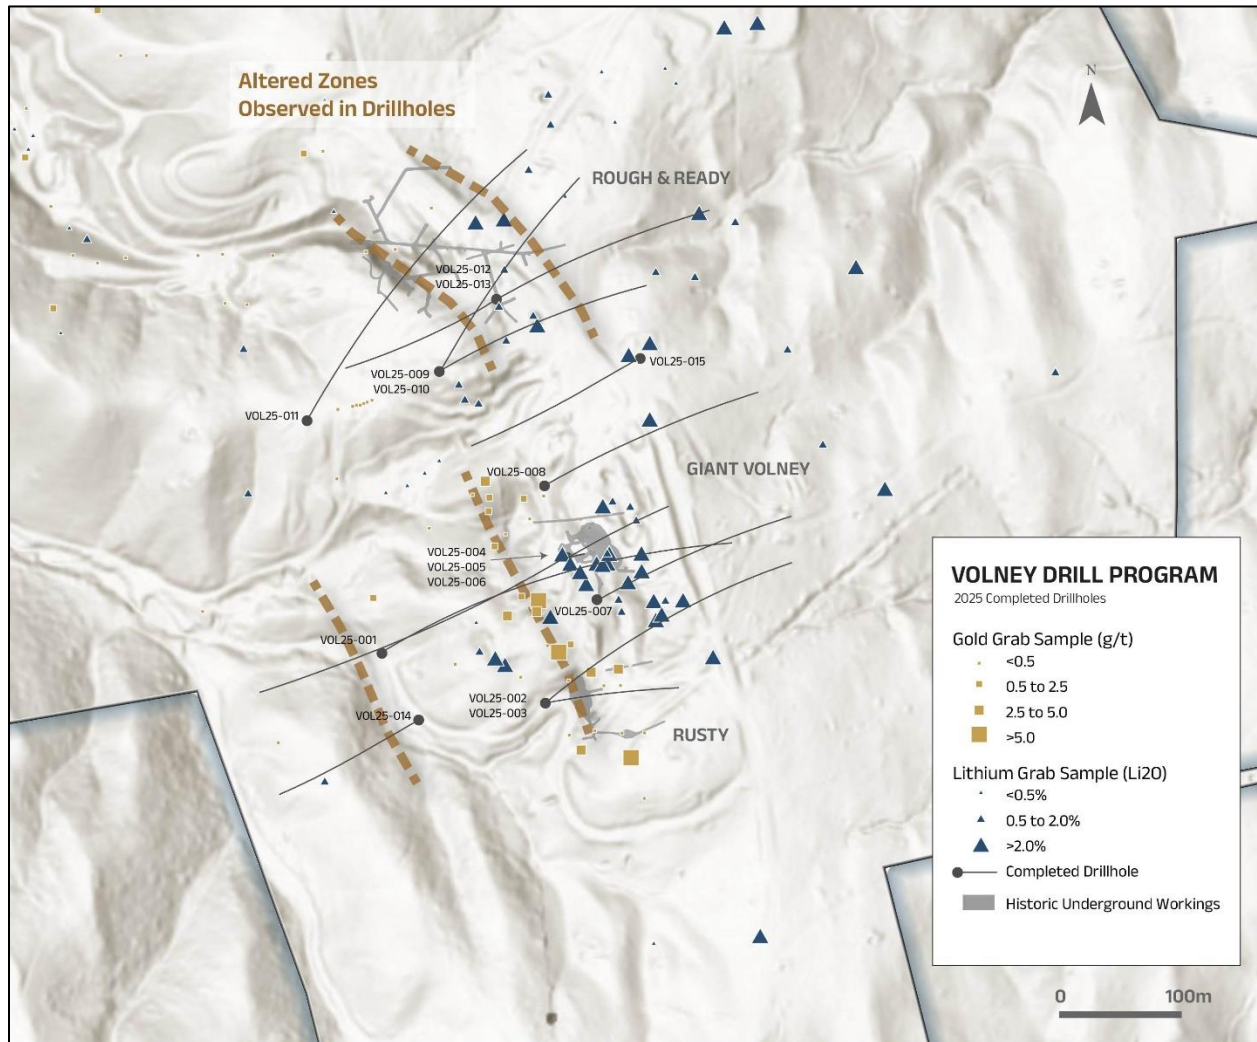 Altered Zones
Observed in Drillholes
N
ROUGH & READY
VOL25-012
VOL25-013
VOL25-015
VOL25-009
VOL25-010
VOL25-011
VOL25-008
GIANT VOLNEY
VOL25-004
VOL25-005
VOL25-006
VOL25-007
VOL25-001
VOL25-002
VOL25-003
VOL25-014
RUSTY
VOLNEY DRILL PROGRAM
2025 Completed Drillholes
Gold Grab Sample (g/t)
<0.5
0.5 to 2.5
2.5 to 5.0
>5.0
Lithium Grab Sample (Li2O)
<0.5%
0.5 to 2.0%
>2.0%
Completed Drillhole
Historic Underground Workings
0 100m